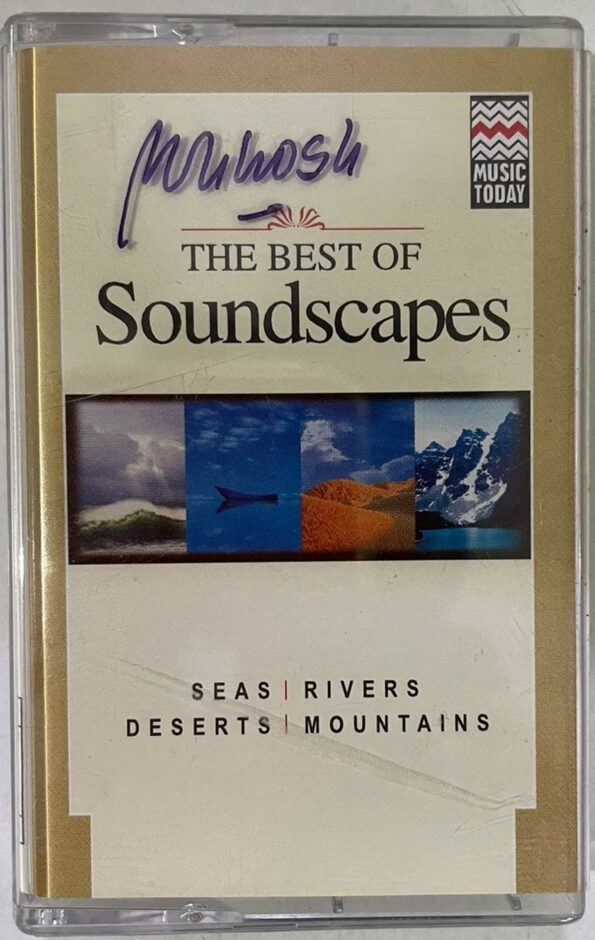 MUSIC
TODAY
THE BEST OF
Soundscapes
SEAS | RIVERS
DESERTS | MOUNTAINS